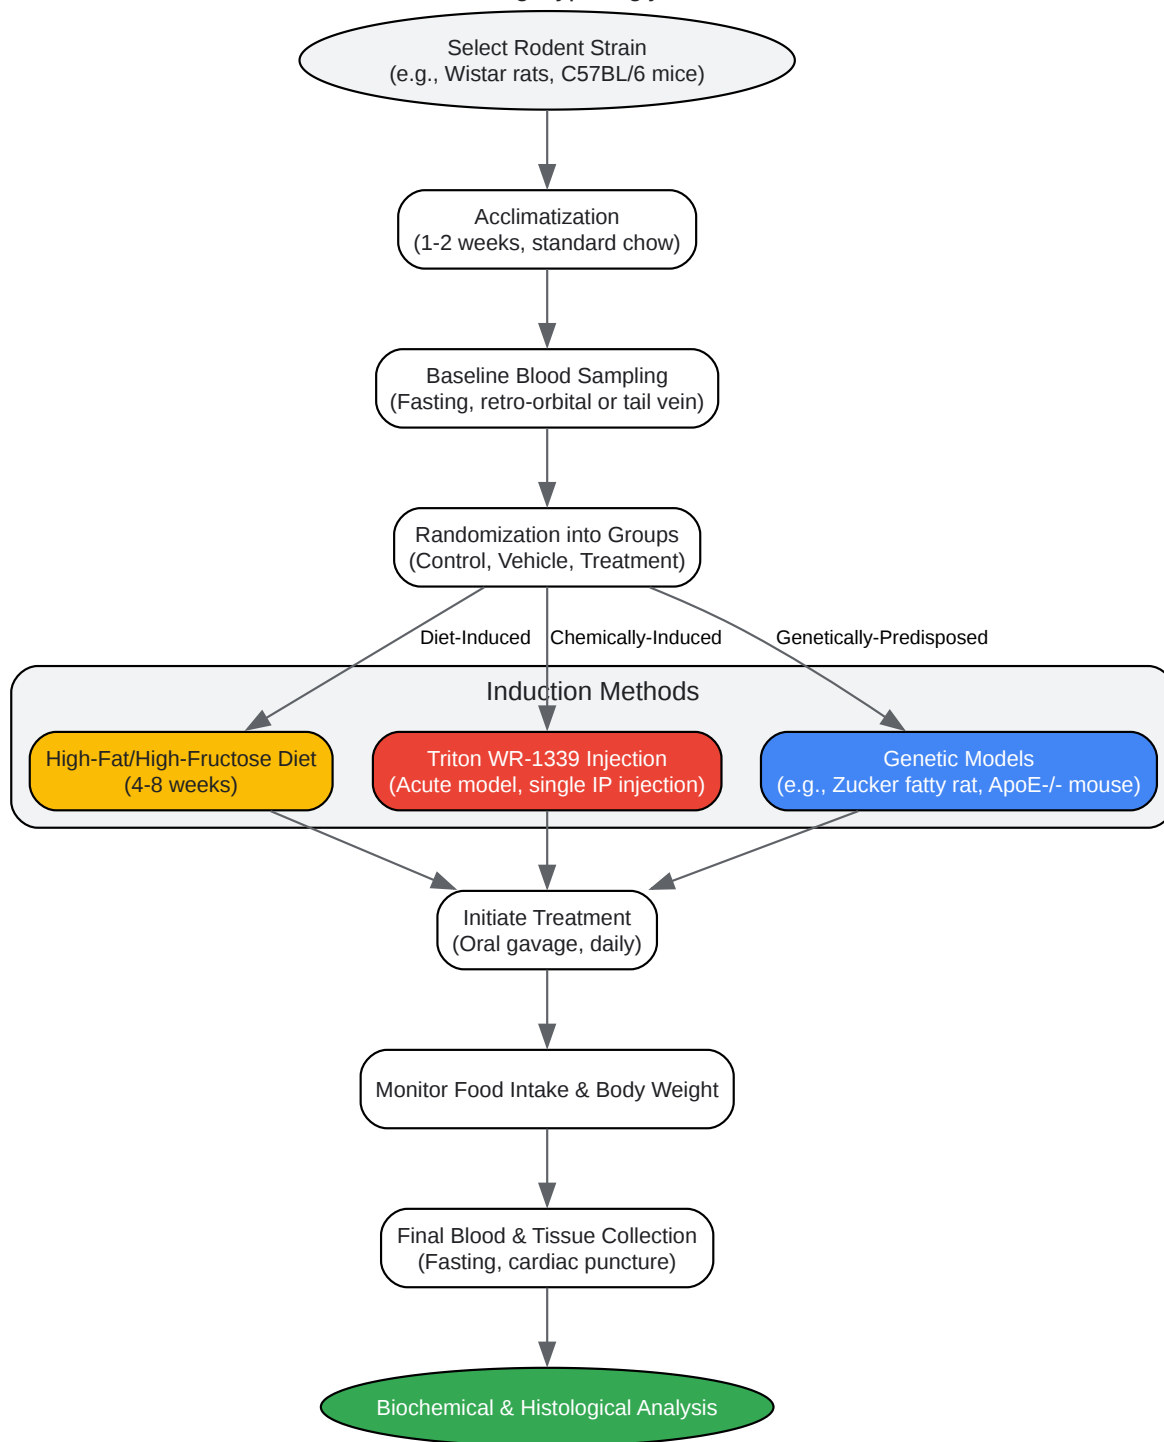 Select Rodent Strain
(e.g., Wistar rats, C57BL/6 mice)
Acclimatization
(1-2 weeks, standard chow)
Baseline Blood Sampling
(Fasting, retro-orbital or tail vein)
Randomization into Groups
(Control, Vehicle, Treatment)
Diet-Induced
Chemically-Induced
Genetically-Predisposed
Induction Methods
High-Fat/High-Fructose Diet
(4-8 weeks)
Triton WR-1339 Injection
(Acute model, single IP injection)
Genetic Models
(e.g., Zucker fatty rat, ApoE-/- mouse)
Initiate Treatment
(Oral gavage, daily)
Monitor Food Intake & Body Weight
Final Blood & Tissue Collection
(Fasting, cardiac puncture)
Biochemical & Histological Analysis